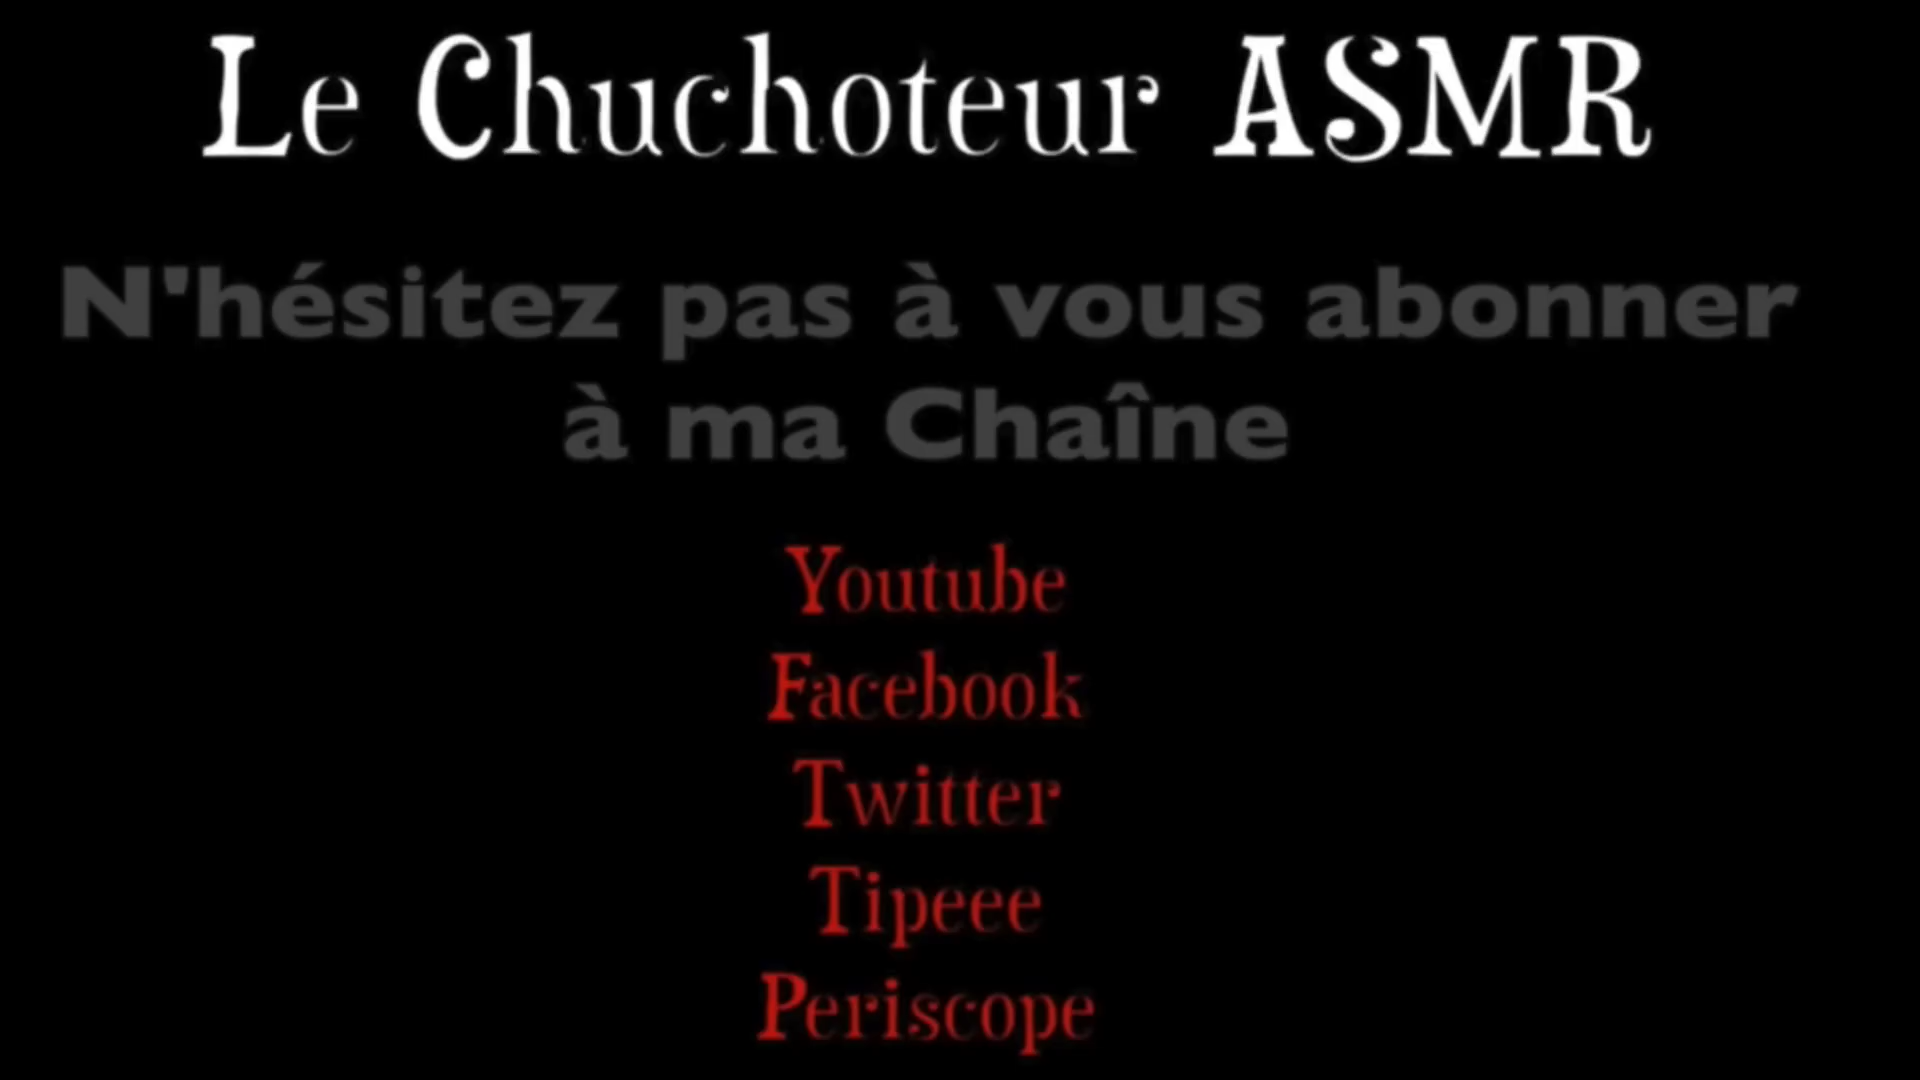 Le Chuchoteur ASMR
N'hésitez pas à vous abonner
à ma Chaîne
Youtube
Facebook
Twitter
Tipeee
Periscope